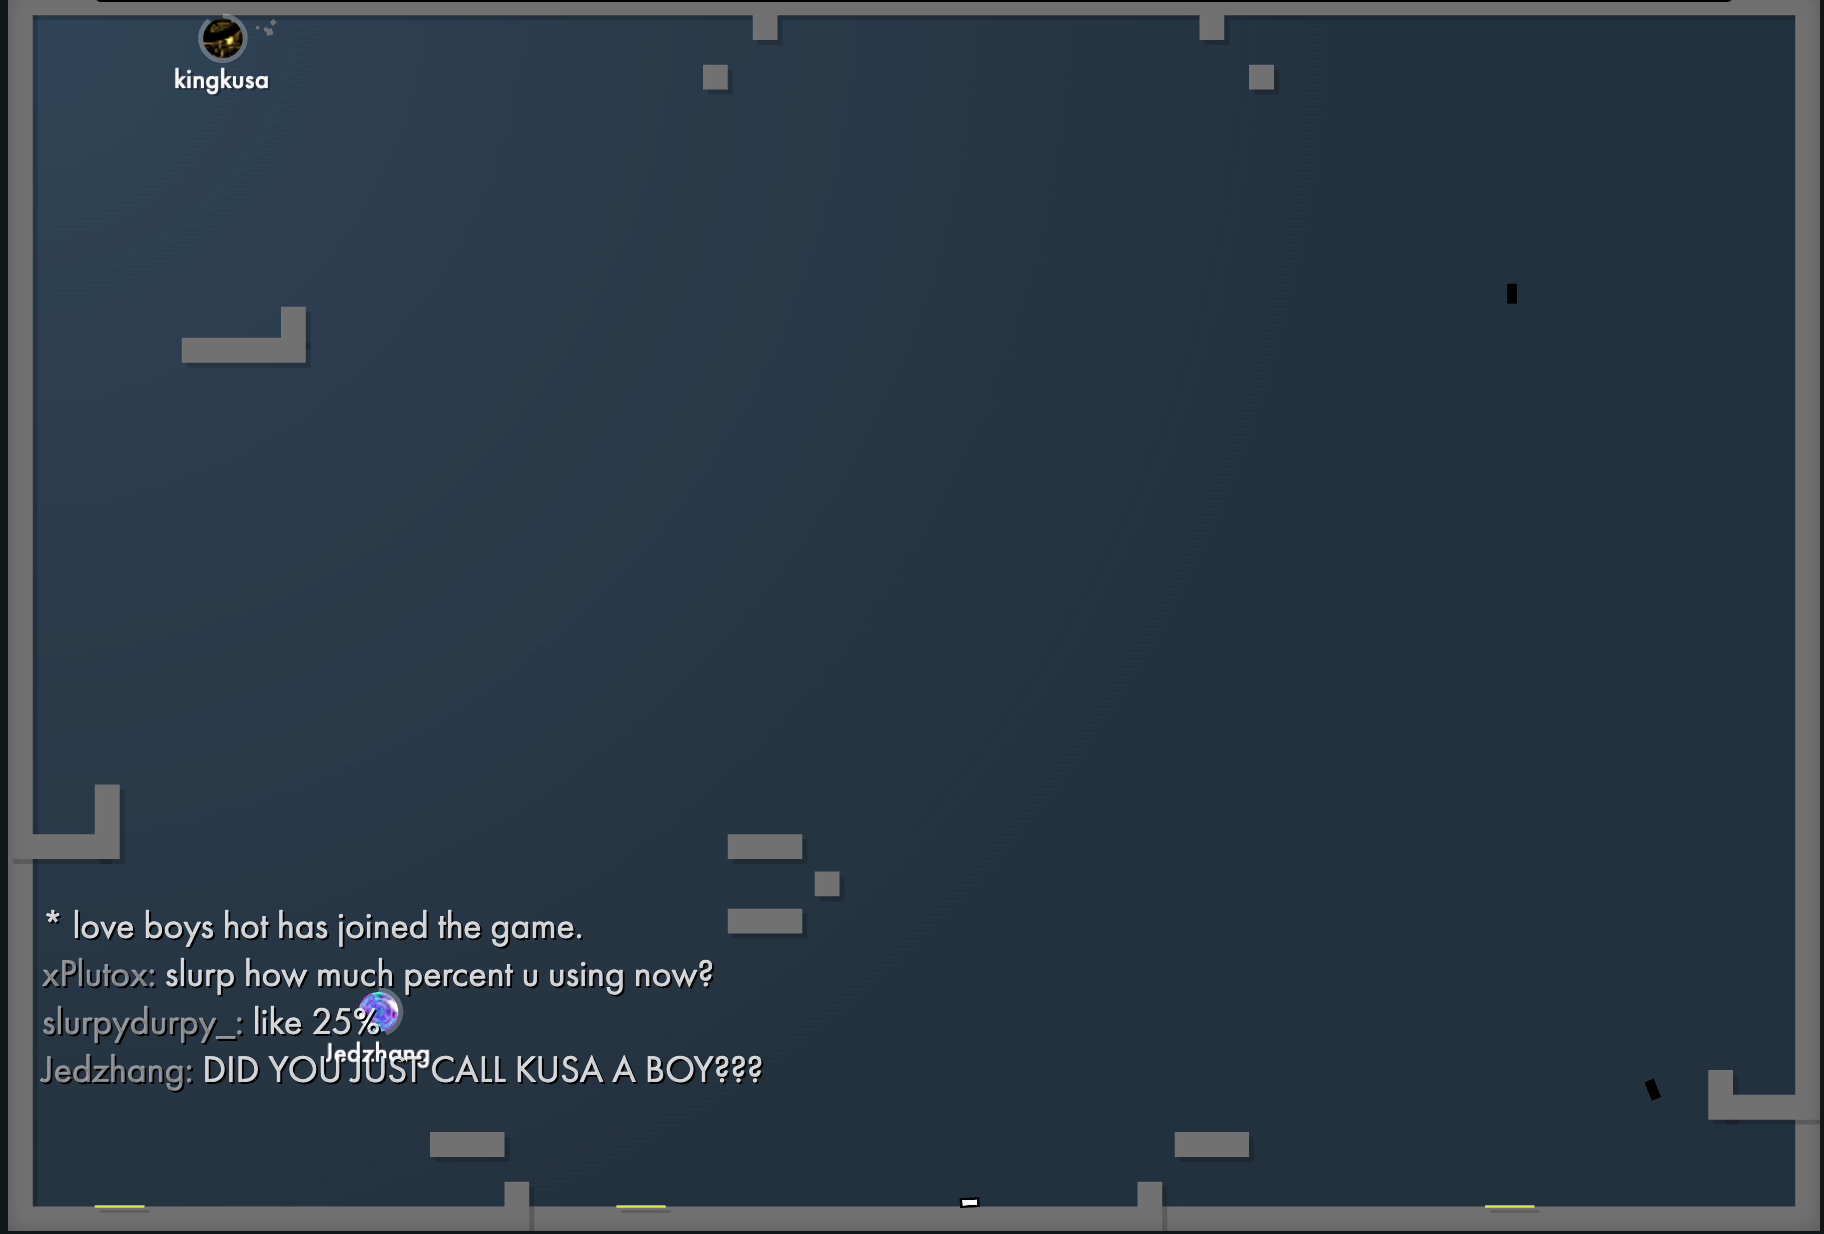 kingkusa
* love boys hot has joined the game.
xPlutox: slurp how much percent u using now?
slurpydurpy_: like 25%
Jedzhang
Jedzhang: DID YOU JUST CALL KUSA A BOY???